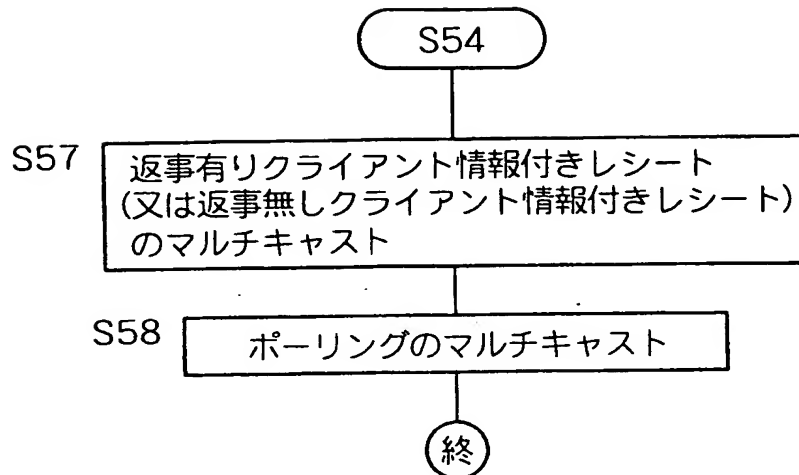 S54
S57
返事有りクライアント情報付きレシート
(又は返事無しクライアント情報付きレシート)
のマルチキャスト
S58
ポーリングのマルチキャスト
終